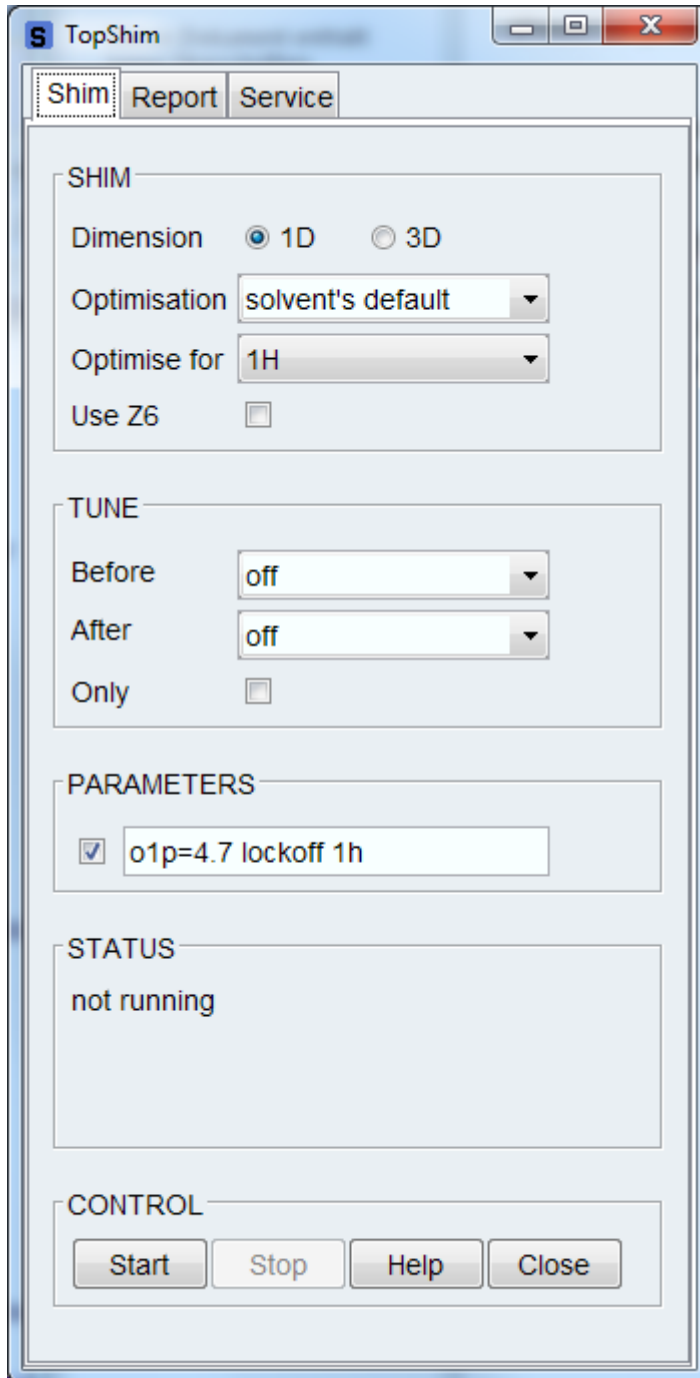 S TopShim
Shim Report Service
SHIM
Dimension 1D 3D
Optimisation solvent's default
Optimise for 1H
Use Z6
TUNE
Before off
After off
Only
PARAMETERS
o1p=4.7 lockoff 1h
STATUS
not running
CONTROL
Start Stop Help Close